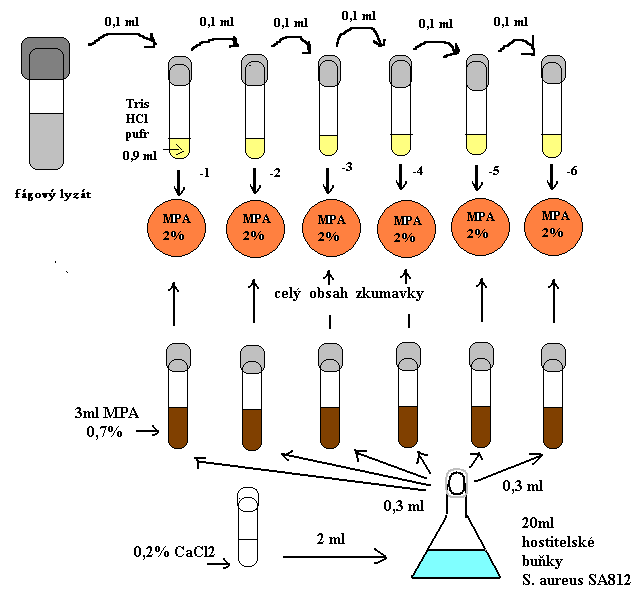 0,1 ml
0,1 ml
0,1 ml
0,1 ml
0,1 ml
0,1 ml
Tris
HCl
pufr
0,9 ml
fágový lyzát
-1
-2
-3
-4
-5
-6
MPA
2%
MPA
2%
MPA
2%
MPA
2%
MPA
2%
MPA
2%
celý obsah zkumavky
3ml MPA
0,7%
0,3 ml
0,3 ml
0,2% CaCl2
2 ml
20ml
hostitelské
buňky
S. aureus SA812